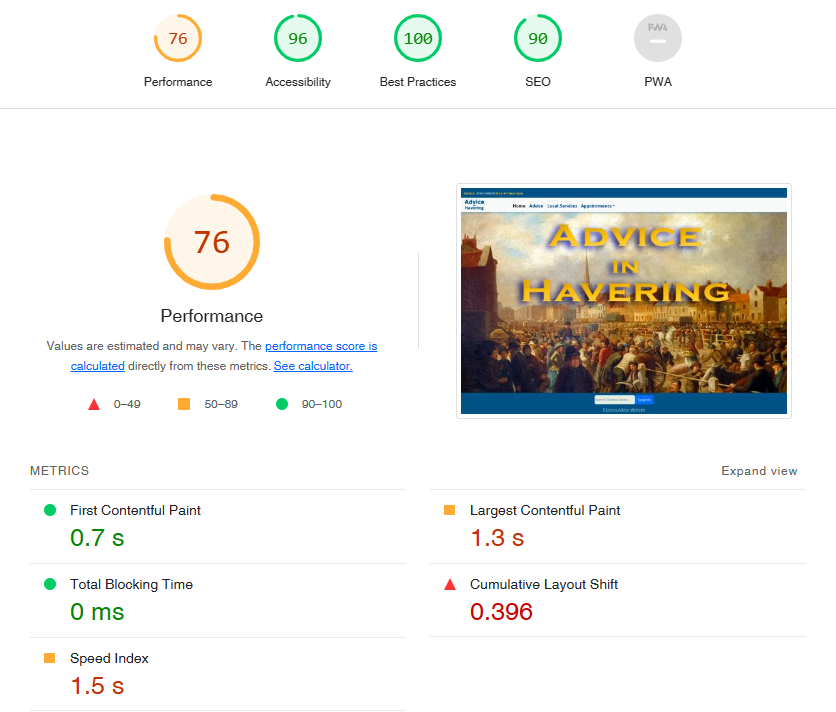 76
96
100
90
PWA
Performance
Accessibility
Best Practices
SEO
PWA
76
Performance
Values are estimated and may vary. The performance score is
calculated directly from these metrics. See calculator.
0–49
50–89
90–100
Advice
Havering
Home Advice Local Services Appointments
ADVICE
IN
HAVERING
Search
Citizens Advice Website
METRICS
Expand view
First Contentful Paint
0.7 s
Largest Contentful Paint
1.3 s
Total Blocking Time
0 ms
Cumulative Layout Shift
0.396
Speed Index
1.5 s